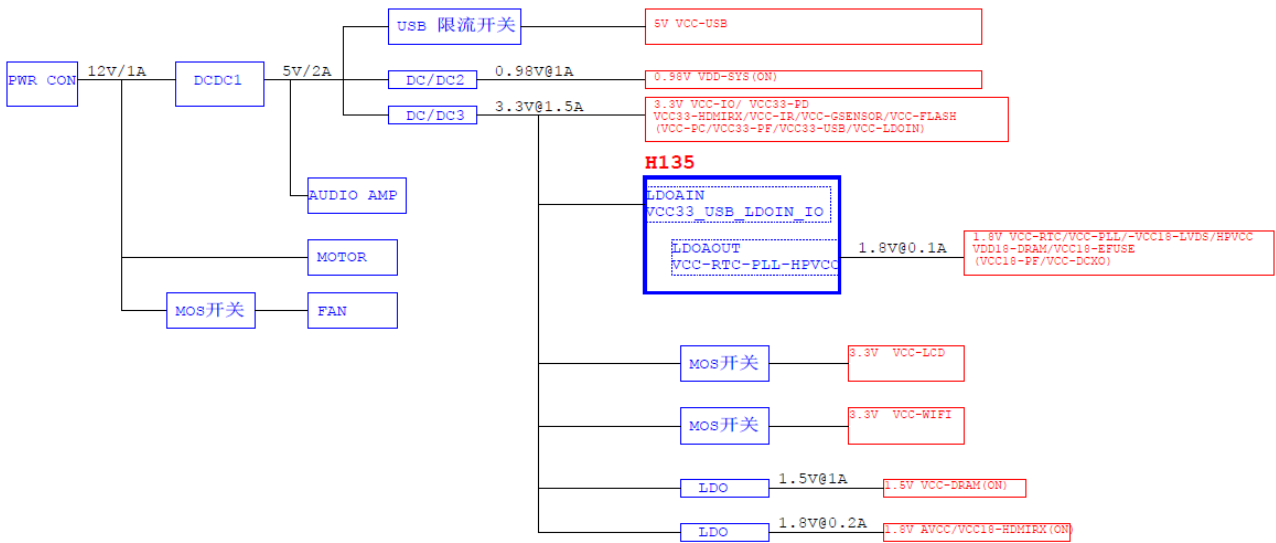 USB 限流开关
5V VCC-USB
PWR CON
12V/1A
DCDC1
5V/2A
DC/DC2
0.98V@1A
0.98V VDD-SYS(ON)
DC/DC3
3.3V@1.5A
3.3V VCC-IO/ VCC33-PD
VCC33-HDMIRX/VCC-IR/VCC-GSENSOR/VCC-FLASH
(VCC-PC/VCC33-PF/VCC33-USB/VCC-LDOIN)
H135
AUDIO AMP
LDOAIN
VCC33_USB_LDOIN_IO
MOTOR
LDOAOUT
VCC-RTC-PLL-HPVCC
1.8V@0.1A
1.8V VCC-RTC/VCC-PLL/-VCC18-LVDS/HPVCC
VDD18-DRAM/VCC18-EFUSE
(VCC18-PF/VCC-DCXO)
MOS开关
FAN
MOS开关
3.3V VCC-LCD
MOS开关
3.3V VCC-WIFI
LDO
1.5V@1A
1.5V VCC-DRAM(ON)
LDO
1.8V@0.2A
1.8V AVCC/VCC18-HDMIRX(ON)